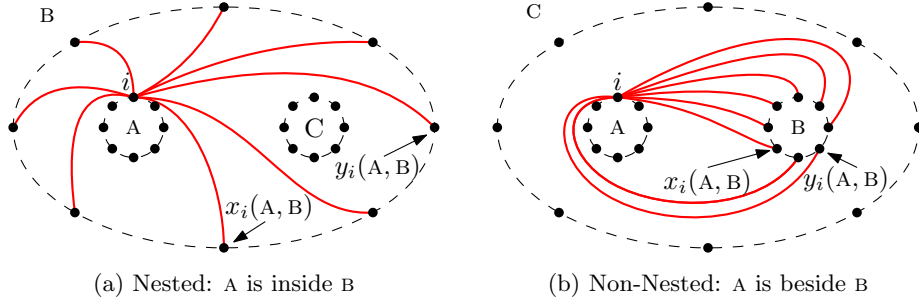 B
i
A
C
y_i(A, B)
x_i(A, B)
(a) Nested: A is inside B
C
i
A
B
x_i(A, B)
y_i(A, B)
(b) Non-Nested: A is beside B